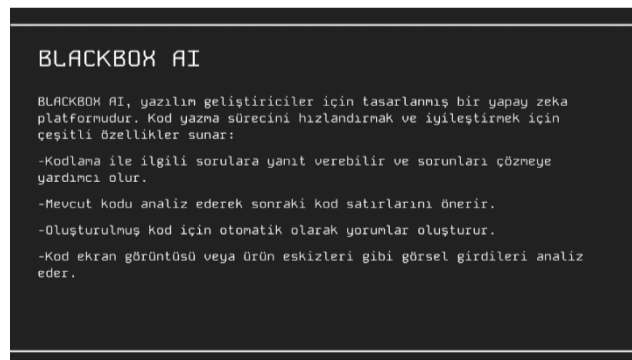 BLACKBOX AI
BLACKBOX AI, yazılım geliştiriciler için tasarlanmış bir yapay zeka
platformudur. Kod yazma sürecini hızlandırmak ve iyileştirmek için
çeşitli özellikler sunar:
-Kodlama ile ilgili sorulara yanıt verebilir ve sorunları çözmeye
yardımcı olur.
-Mevcut kodu analiz ederek sonraki kod satırlarını önerir.
-Oluşturulmuş kod için otomatik olarak yorumlar oluşturur.
-Kod ekran görüntüsü veya ürün eskizleri gibi görsel girdileri analiz
eder.